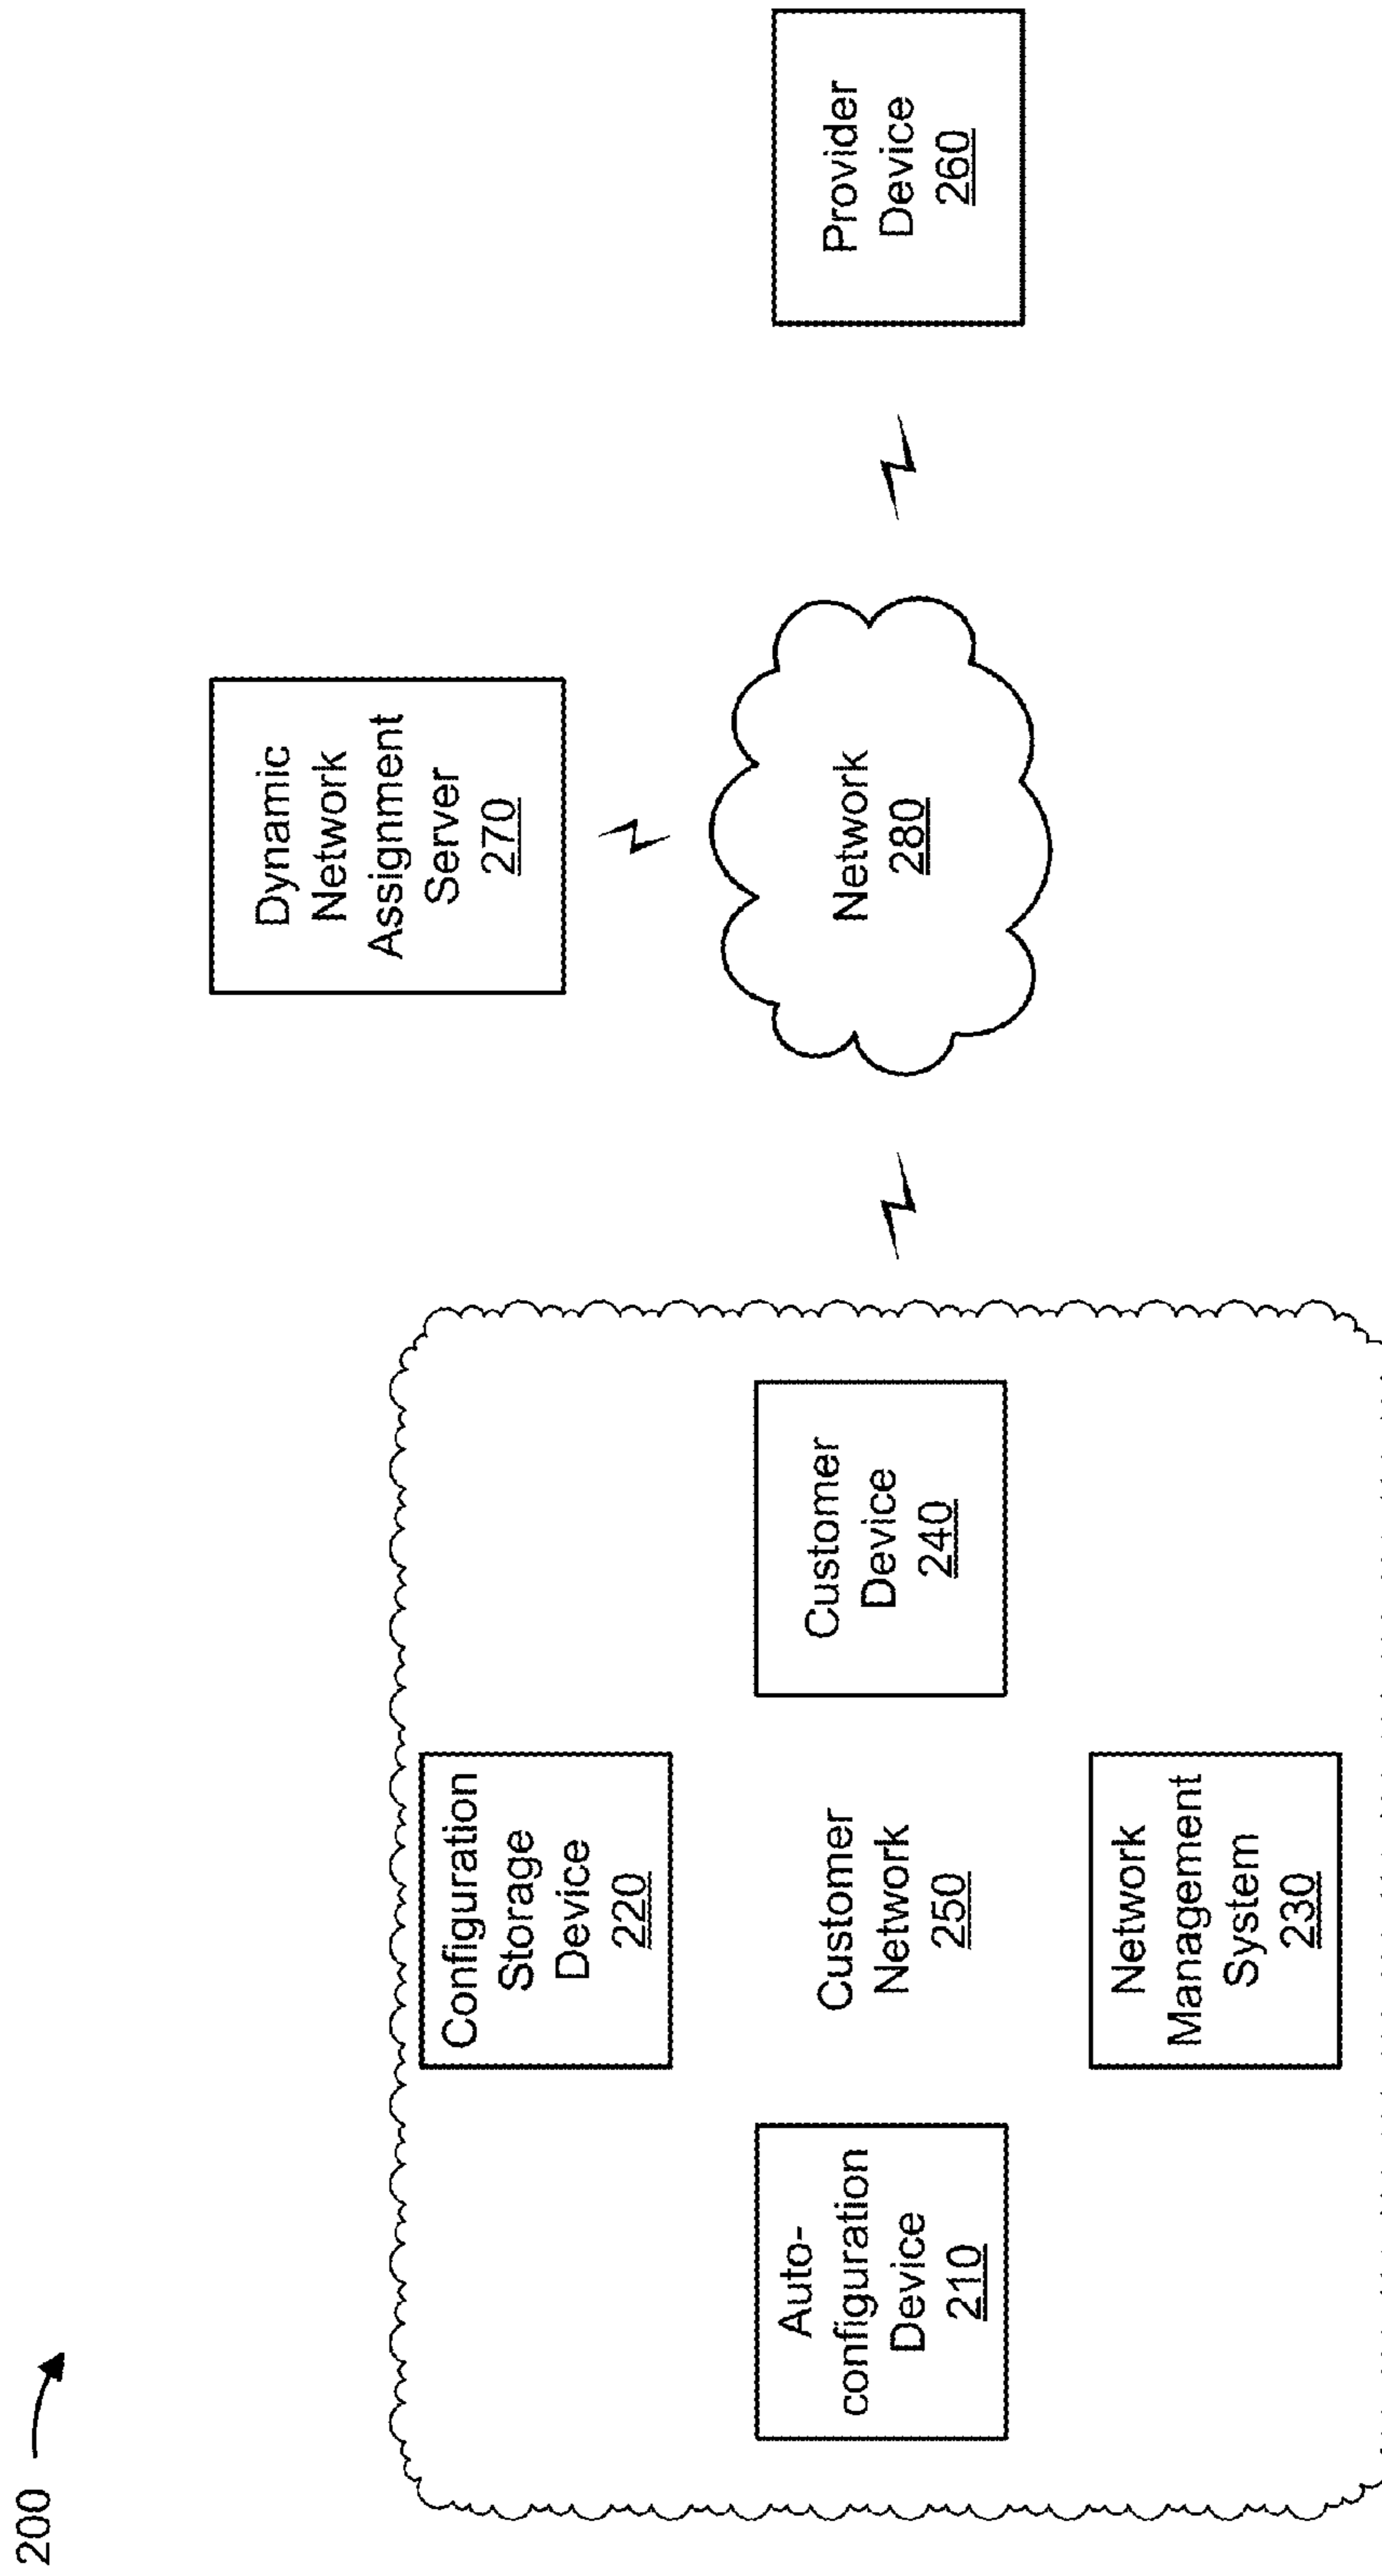 200
Dynamic
Network
Assignment
Server
270
Configuration
Storage
Device
220
Auto-
configuration
Device
210
Customer
Network
250
Customer
Device
240
Network
280
Provider
Device
260
Network
Management
System
230